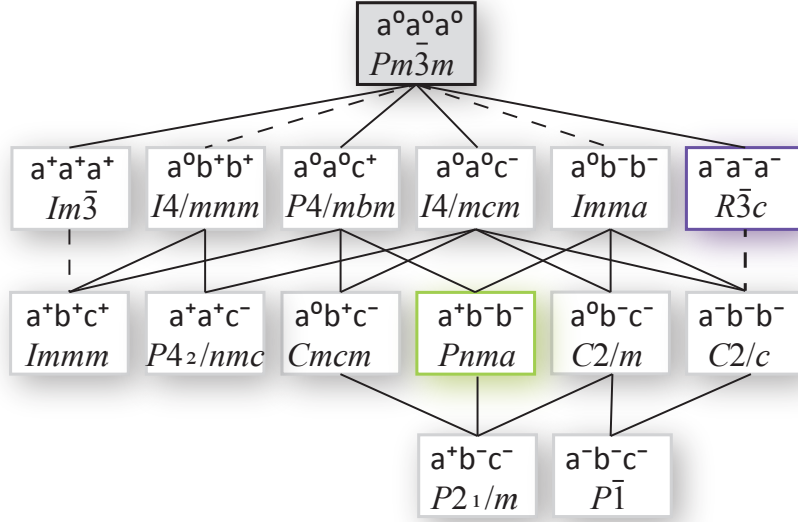 a⁰a⁰a⁰
Pm3̄m
a⁺a⁺a⁺
Im3̄
a⁰b⁺b⁺
I4/mmm
a⁰a⁰c⁺
P4/mbm
a⁰a⁰c⁻
I4/mcm
a⁰b⁻b⁻
Imma
a⁻a⁻a⁻
R3̄c
a⁺b⁺c⁺
Immm
a⁺a⁺c⁻
P4₂/nmc
a⁰b⁺c⁻
Cmcm
a⁺b⁻b⁻
Pnma
a⁰b⁻c⁻
C2/m
a⁻b⁻b⁻
C2/c
a⁺b⁻c⁻
P2₁/m
a⁻b⁻c⁻
P1̄